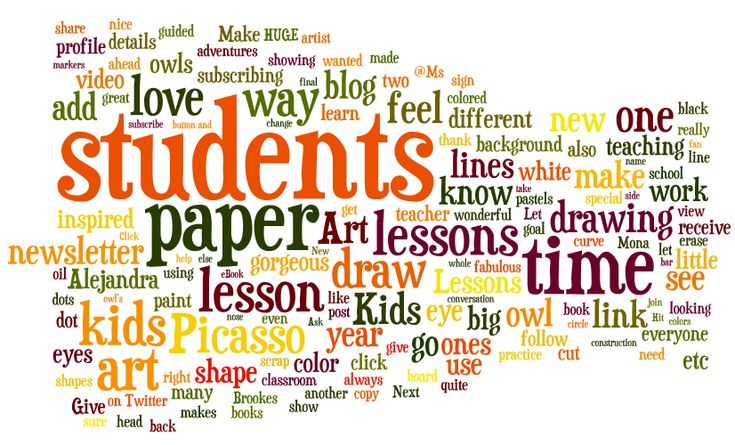 share nice guided Make HUGE artist
profile details adventures showing wanted made @Ms
markers ahead owls subscribing final two sign
video great love way blog feel colored black
add subscribe button and change learn different new one really
students thank background also teaching fan line
lines white make name school
know take pastels special side work
inspired paper Art get teacher wonderful Let goal drawing view receive
Click newsletter help else New gorgeous lessons curve Mona let erase
oil Alejandra using eBook draw whole fabulous time bar little
dots owl's paint lesson like post Kids Lessons conversation see
dot kids nose even Ask year eye big owl book link join Hit looking
Picasso circle colors
eyes art scrap color click give go ones follow construction everyone
shapes right shape classroom always board use practice cut need etc
Give on Twitter many Brookes another copy Next quite
sure head back makes books show